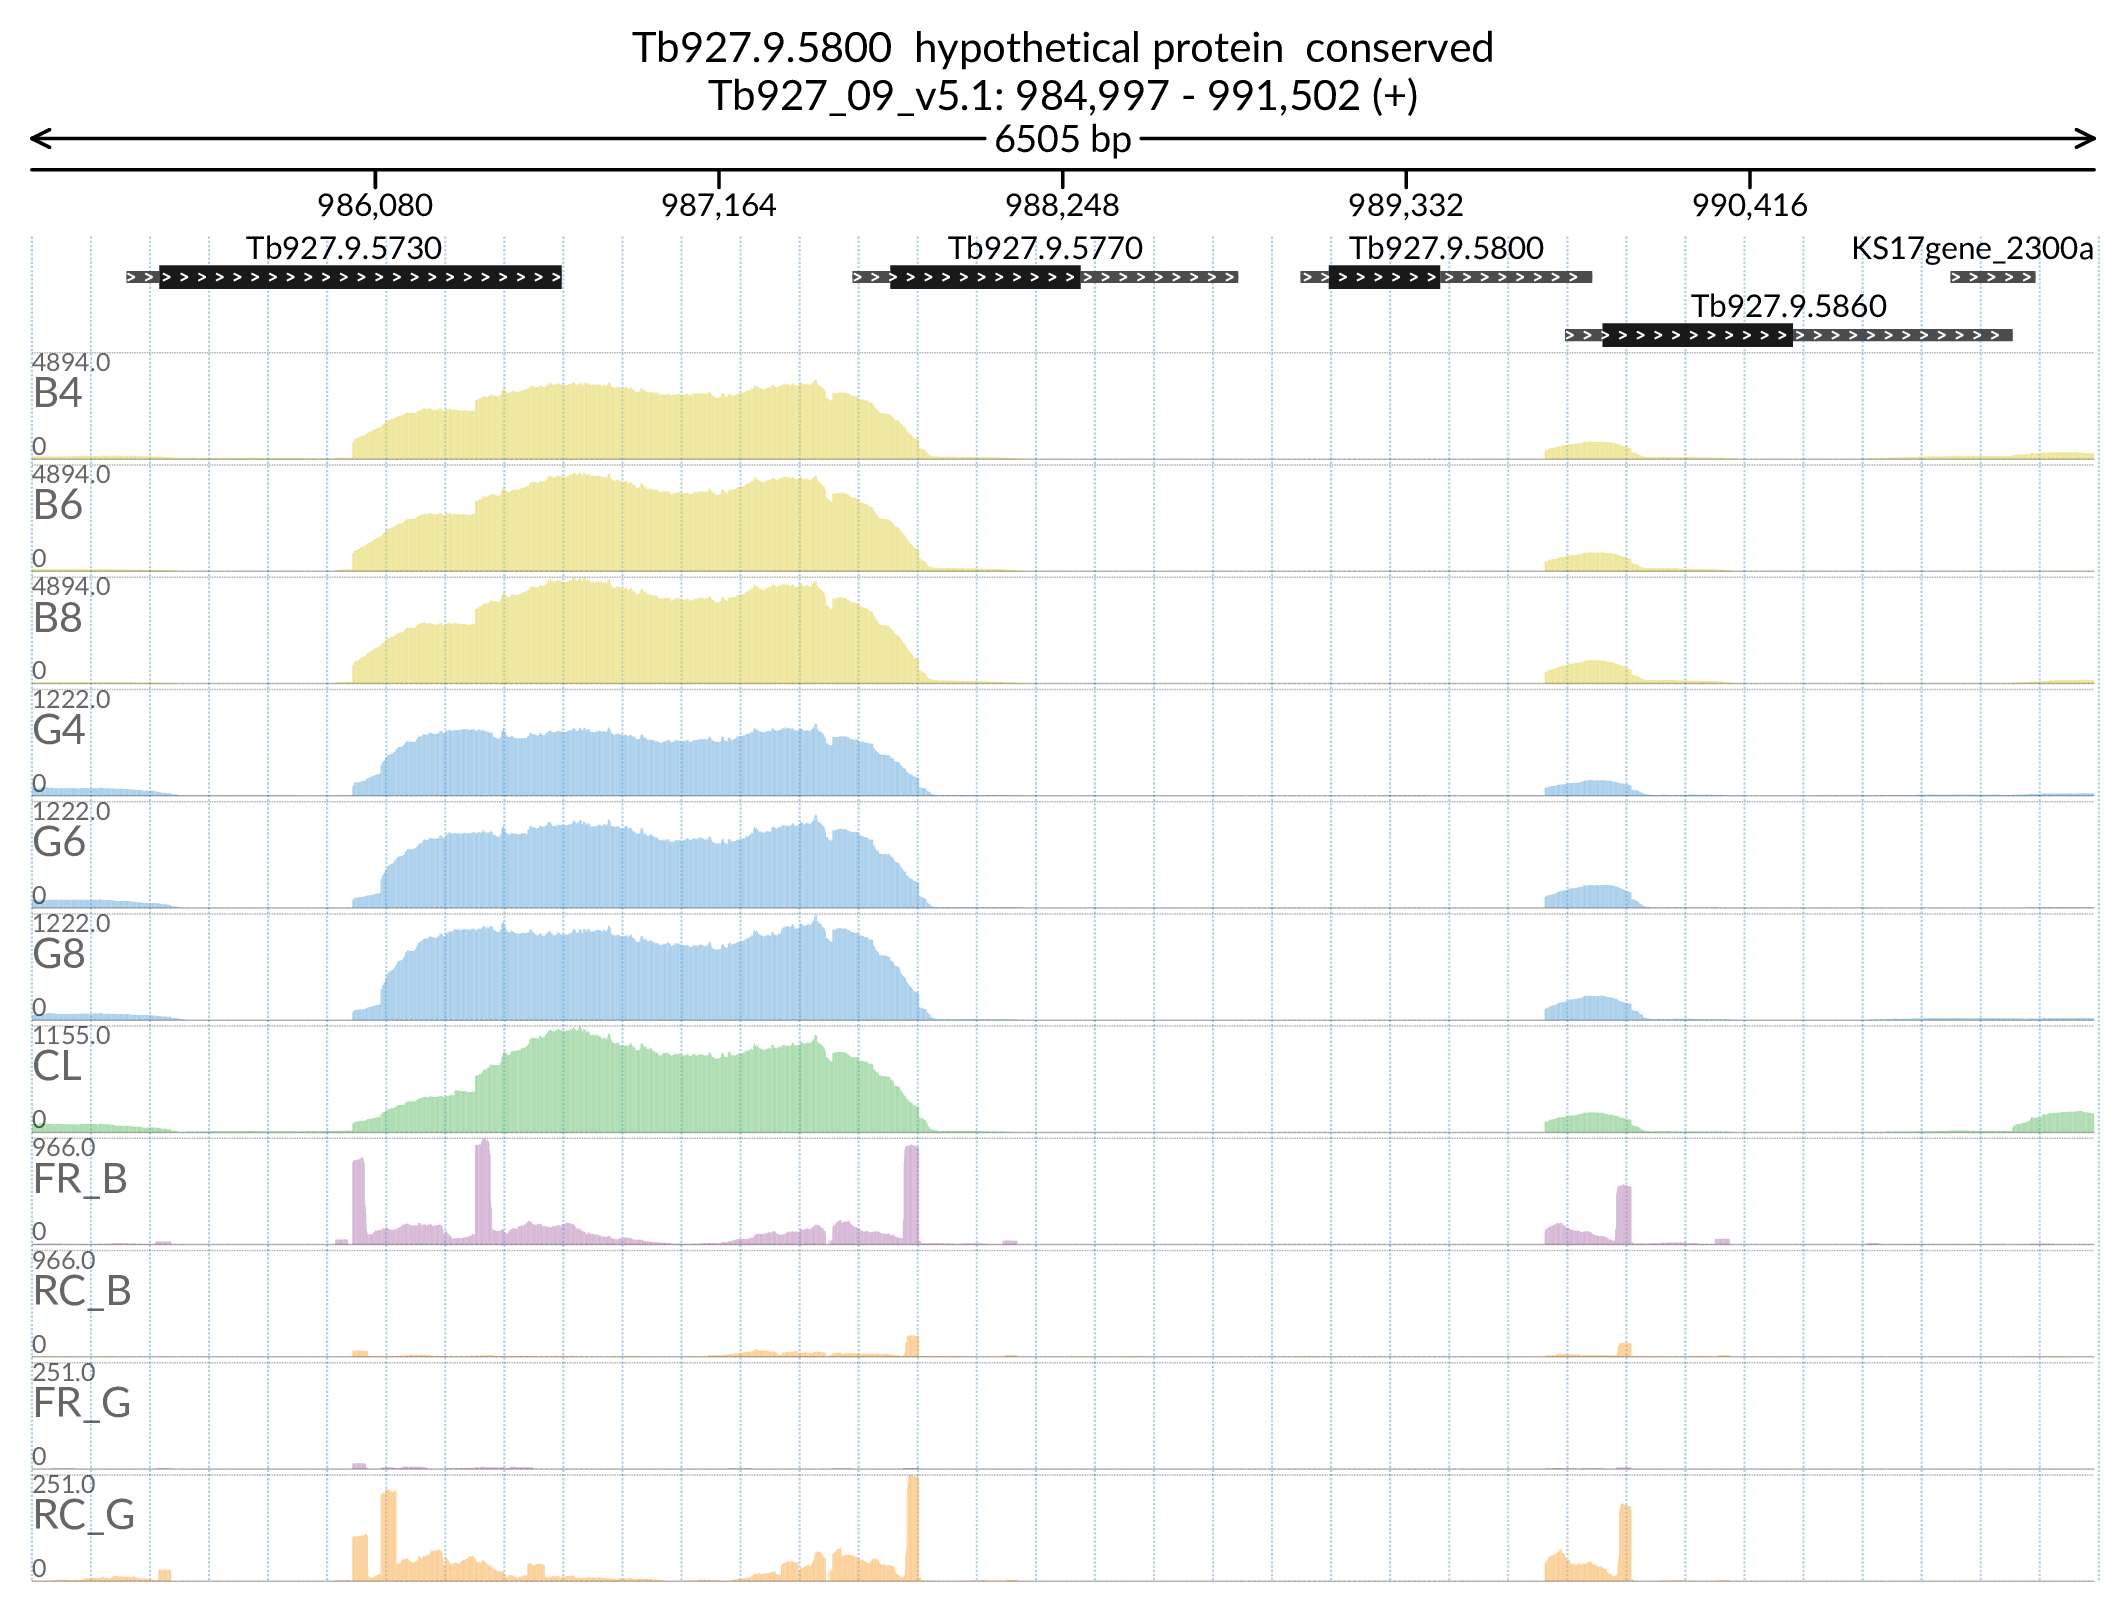 Tb927.9.5800  hypothetical protein  conserved
Tb927_09_v5.1: 984,997 - 991,502 (+)
6505 bp
986,080 987,164 988,248 989,332 990,416
Tb927.9.5730 Tb927.9.5770 Tb927.9.5800 KS17gene_2300a
Tb927.9.5860
4894.0
B4
0
4894.0
B6
0
4894.0
B8
0
1222.0
G4
0
1222.0
G6
0
1222.0
G8
0
1155.0
CL
0
966.0
FR_B
0
966.0
RC_B
0
251.0
FR_G
0
251.0
RC_G
0